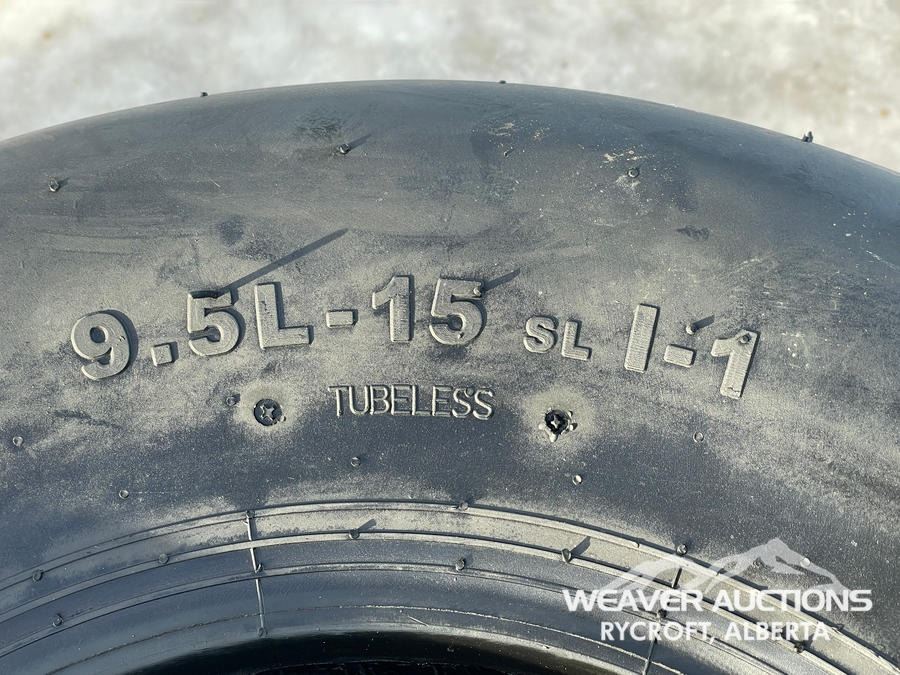 9.5L-15 SL I-1
TUBELESS
WEAVER AUCTIONS
RYCROFT, ALBERTA